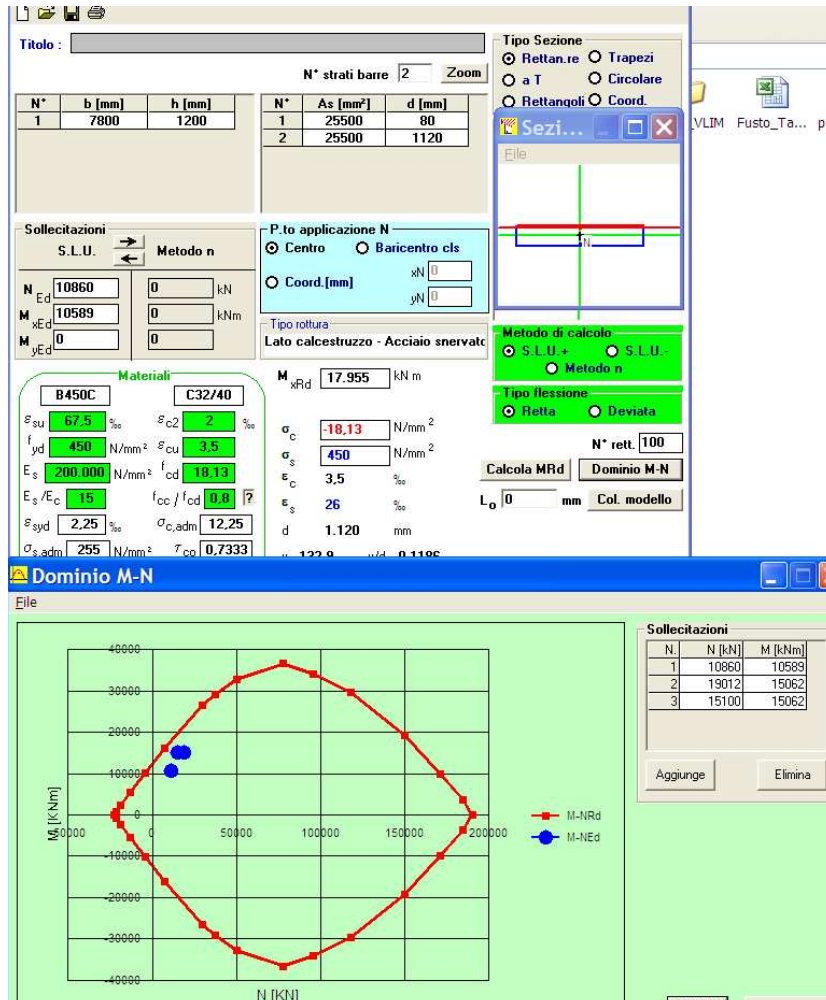 Titolo :
N° strati barre 2 Zoom
N° b [mm] h [mm]
1 7800 1200
N° As [mm²] d [mm]
1 25500 80
2 25500 1120
Tipo Sezione
Rettan.re Trapezi
a T Circolare
Rettangoli Coord.
Sezi...
File
N
_VLIM Fusto_Ta...
Sollecitazioni
S.L.U. Metodo n
N Ed 10860 0 kN
M xEd 10589 0 kNm
M yEd 0 0
P.to applicazione N
Centro Baricentro cls
Coord.[mm] xN 0
yN 0
Tipo rottura
Lato calcestruzzo - Acciaio snervato
Metodo di calcolo
S.L.U.+ S.L.U.-
Metodo n
Tipo flessione
Retta Deviata
N° rett. 100
Calcola MRd Dominio M-N
L o 0 mm Col. modello
Materiali
B450C C32/40
ε su 67,5 ‰ ε c2 2 ‰
f yd 450 N/mm² ε cu 3,5
E s 200.000 N/mm² f cd 18,13
E s /E c 15 f cc / f cd 0,8 ?
ε syd 2,25 ‰ σ c,adm 12,25
σ s,adm 255 N/mm² τ co 0,7333
M xRd 17.955 kN m
σ c -18,13 N/mm²
σ s 450 N/mm²
ε c 3,5 ‰
ε s 26 ‰
d 1.120 mm
x 132,9 x/d 0,1186
Dominio M-N
File
40000
30000
20000
10000
0
-10000
-20000
-30000
-40000
M [KNm]
-50000 0 50000 100000 150000 200000
N [KN]
M-NRd
M-NEd
Sollecitazioni
N. N [kN] M [kNm]
1 10860 10589
2 19012 15062
3 15100 15062
Aggiunge Elimina